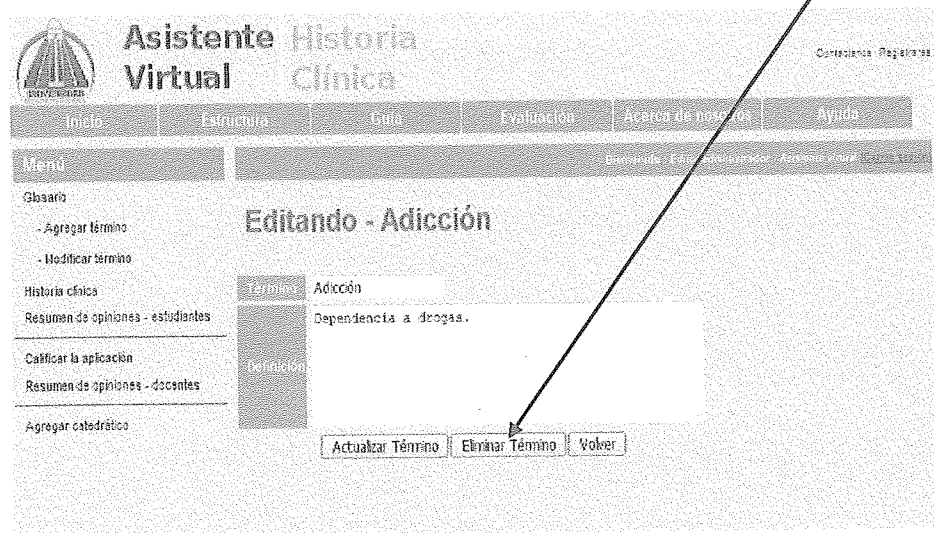 Asistente Historia
Virtual Clínica
Contáctenos Registrarse
Inicio Estructura Guía Evaluación Acerca de nosotros Ayuda
Menú
Glosario
- Agregar término
- Modificar término
Historia clínica
Resumen de opiniones - estudiantes
Calificar la aplicación
Resumen de opiniones - docentes
Agregar catedrático
Editando - Adicción
Término Adicción
Definición Dependencia a drogas.
Actualizar Término Eliminar Término Volver